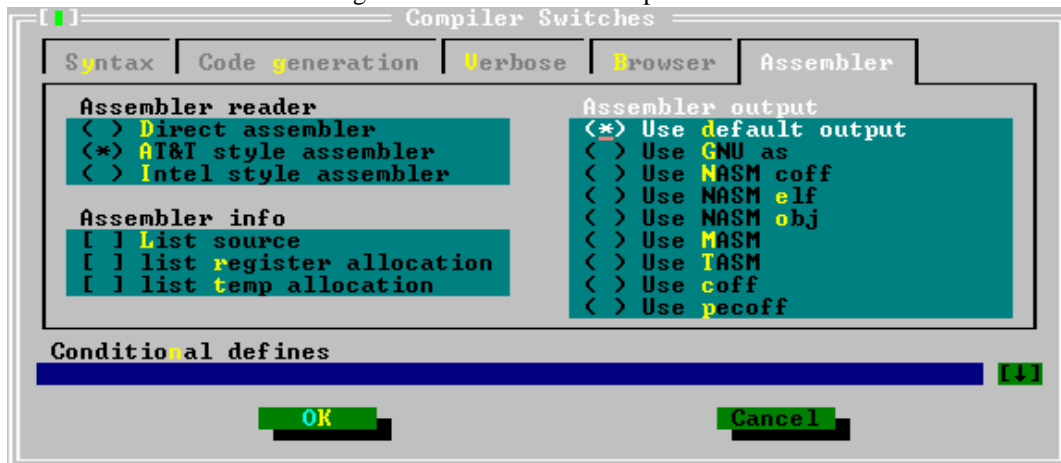 [ ] Compiler Switches
Syntax Code generation Verbose Browser Assembler
Assembler reader
( ) Direct assembler
(*) AT&T style assembler
( ) Intel style assembler
Assembler info
[ ] List source
[ ] list register allocation
[ ] list temp allocation
Assembler output
(*) Use default output
( ) Use GNU as
( ) Use NASM coff
( ) Use NASM elf
( ) Use NASM obj
( ) Use MASM
( ) Use TASM
( ) Use coff
( ) Use pecoff
Conditional defines
[↓]
OK Cancel